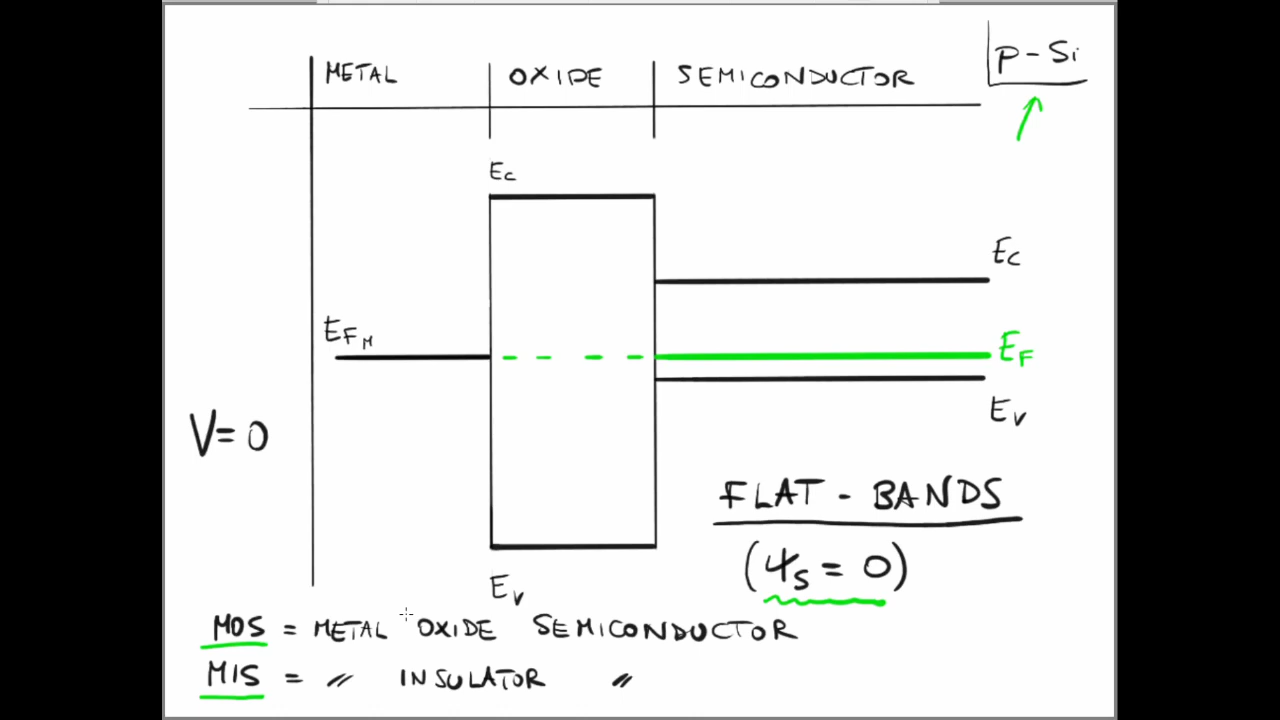 METAL OXIDE SEMICONDUCTOR p-Si
Ec
Ec
EFM
EF
V=0
Ev
FLAT-BANDS
(ψs = 0)
Ev
MOS = METAL OXIDE SEMICONDUCTOR
MIS = " INSULATOR "